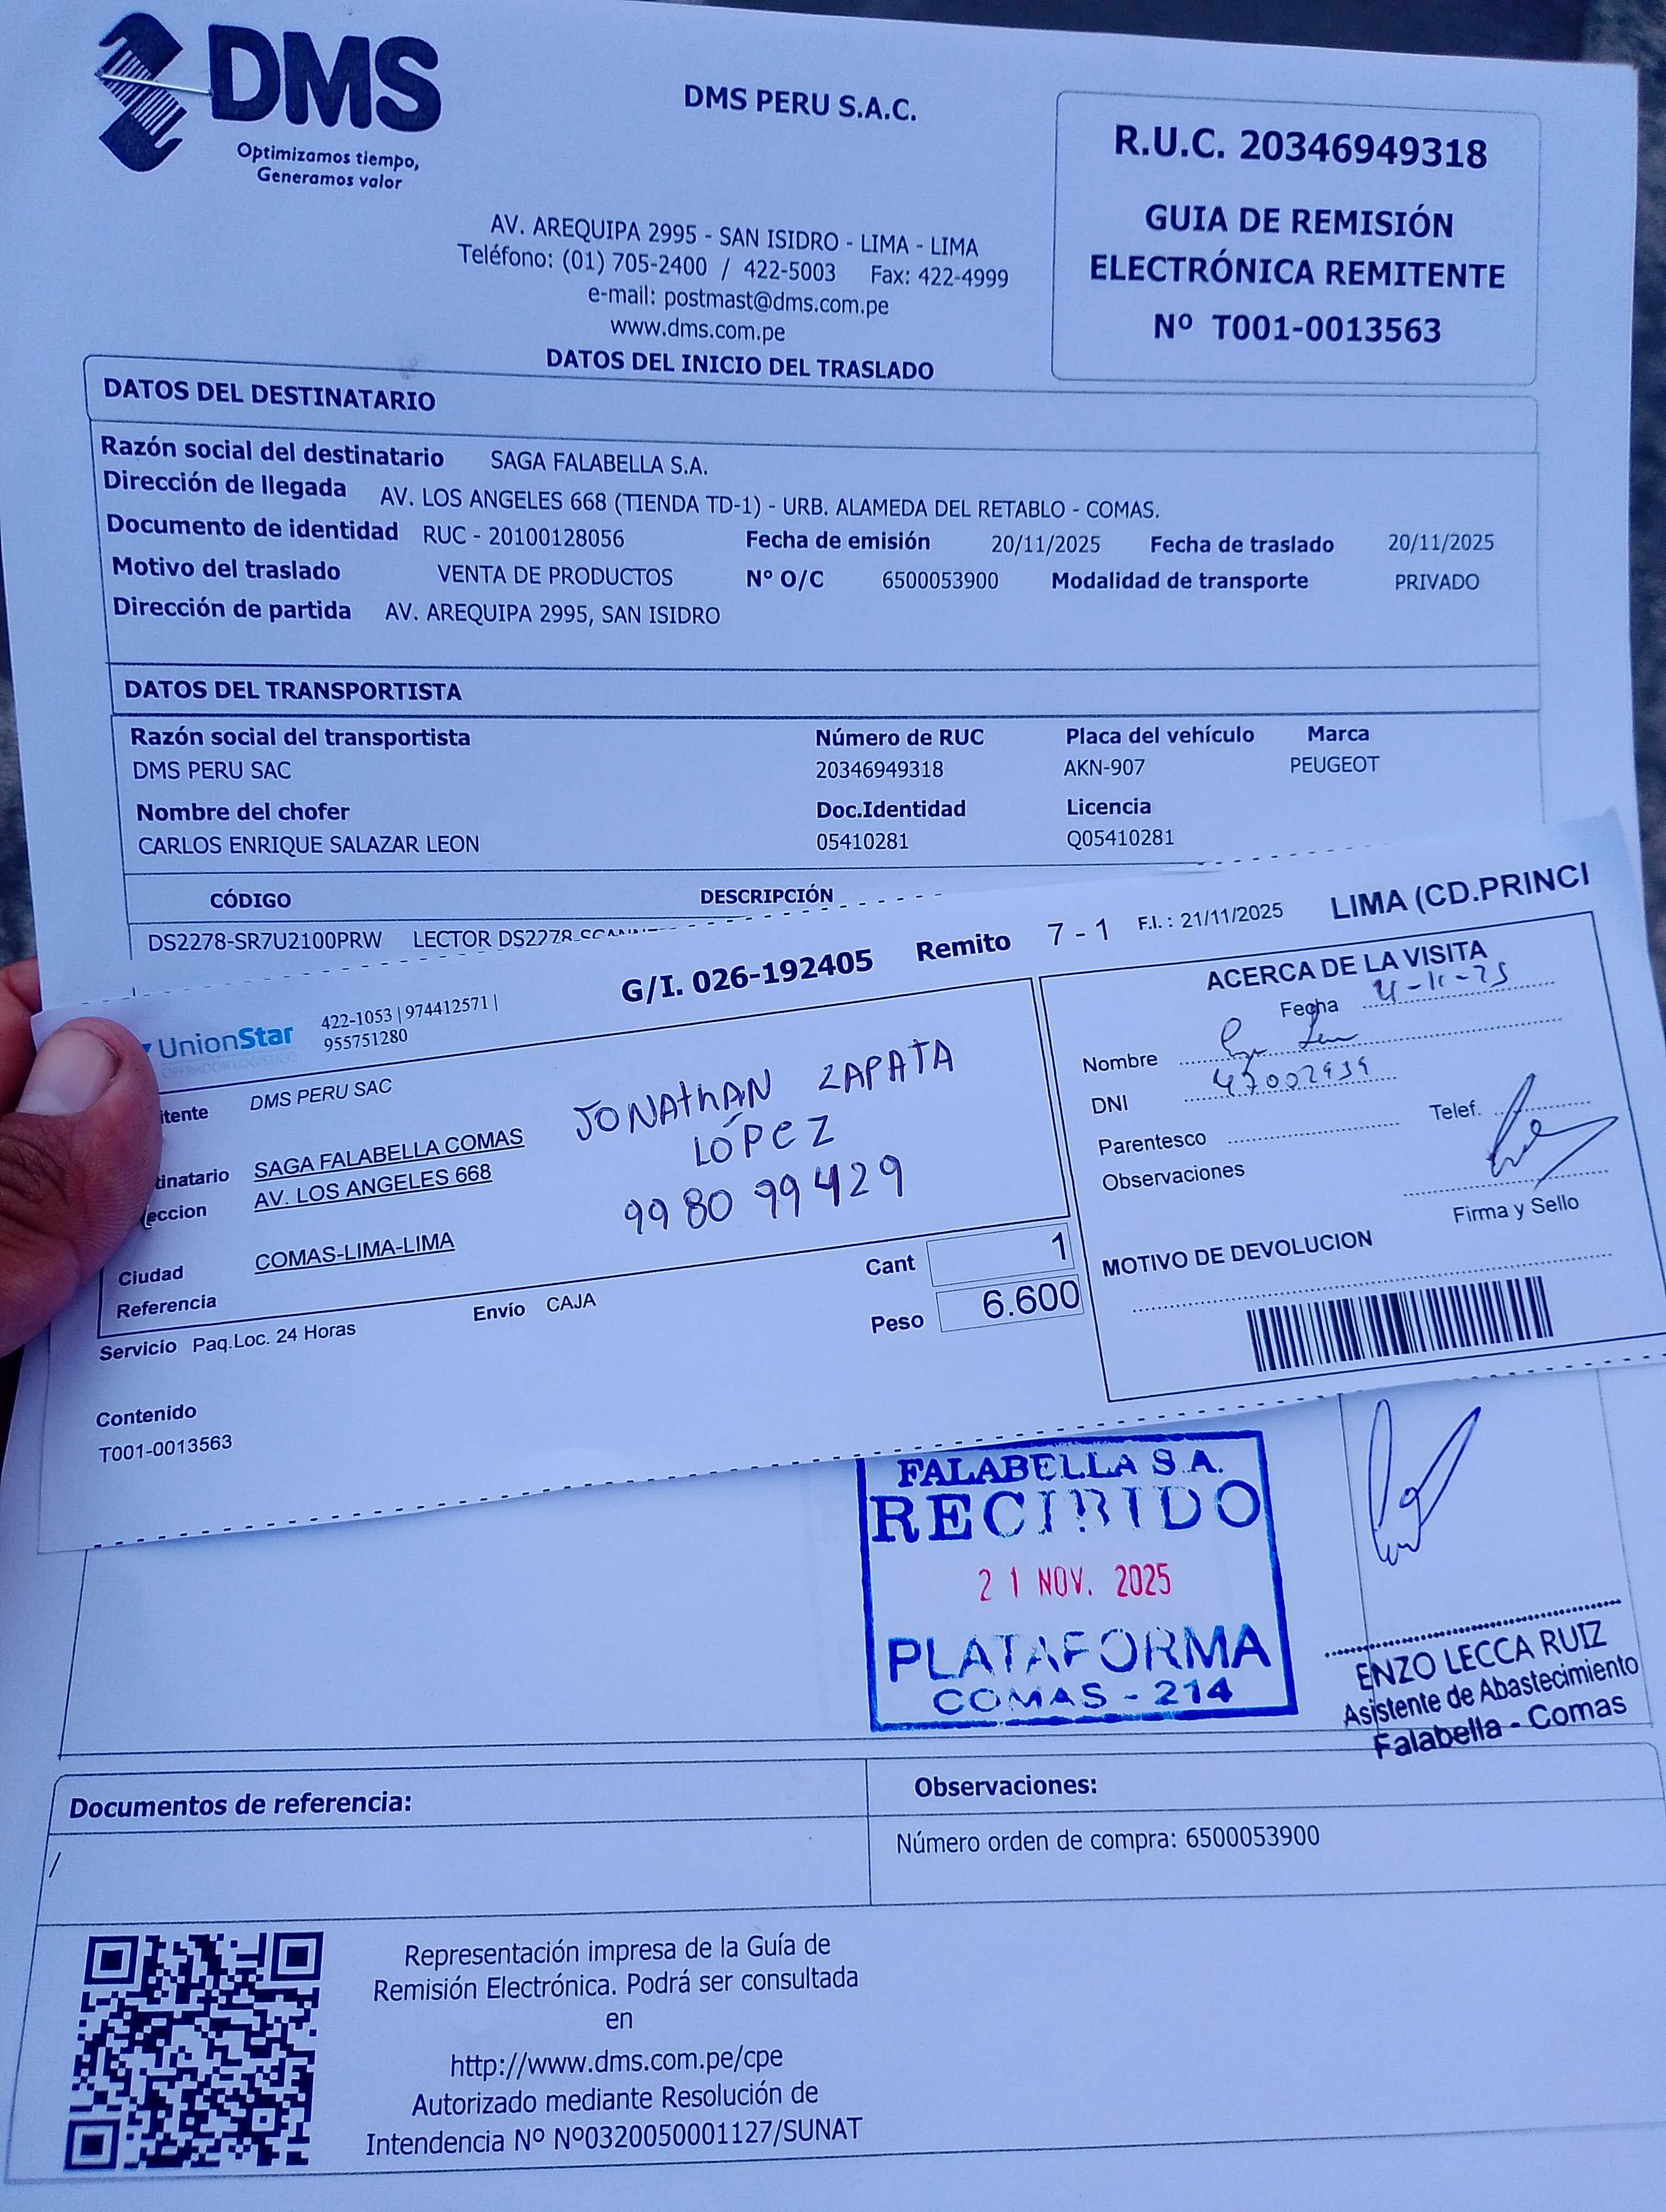 DMS
Optimizamos tiempo,
Generamos valor
DMS PERU S.A.C.
AV. AREQUIPA 2995 - SAN ISIDRO - LIMA - LIMA
Teléfono: (01) 705-2400 / 422-5003 Fax: 422-4999
e-mail: postmast@dms.com.pe
www.dms.com.pe
DATOS DEL INICIO DEL TRASLADO
R.U.C. 20346949318
GUIA DE REMISIÓN
ELECTRÓNICA REMITENTE
Nº T001-0013563
DATOS DEL DESTINATARIO
Razón social del destinatario SAGA FALABELLA S.A.
Dirección de llegada AV. LOS ANGELES 668 (TIENDA TD-1) - URB. ALAMEDA DEL RETABLO - COMAS.
Documento de identidad RUC - 20100128056 Fecha de emisión 20/11/2025 Fecha de traslado 20/11/2025
Motivo del traslado VENTA DE PRODUCTOS N° O/C 6500053900 Modalidad de transporte PRIVADO
Dirección de partida AV. AREQUIPA 2995, SAN ISIDRO
DATOS DEL TRANSPORTISTA
Razón social del transportista Número de RUC Placa del vehículo Marca
DMS PERU SAC 20346949318 AKN-907 PEUGEOT
Nombre del chofer Doc.Identidad Licencia
CARLOS ENRIQUE SALAZAR LEON 05410281 Q05410281
CÓDIGO DESCRIPCIÓN
DS2278-SR7U2100PRW LECTOR DS2278
UnionStar
422-1053 | 974412571 |
955751280
G/I. 026-192405 Remito 7 - 1 F.I. : 21/11/2025 LIMA (CD.PRINCI
itente DMS PERU SAC
tinatario SAGA FALABELLA COMAS
eccion AV. LOS ANGELES 668
Ciudad COMAS-LIMA-LIMA
Referencia
JONATHAN ZAPATA
LÓPEZ
99 80 99429
Servicio Paq.Loc. 24 Horas Envío CAJA
Cant 1
Peso 6.600
Contenido
T001-0013563
ACERCA DE LA VISITA
Fecha
Nombre
DNI 47002939
Parentesco Telef.
Observaciones
Firma y Sello
MOTIVO DE DEVOLUCION
FALABELLA S.A.
RECIBIDO
21 NOV. 2025
PLATAFORMA
COMAS - 214
ENZO LECCA RUIZ
Asistente de Abastecimiento
Falabella - Comas
Documentos de referencia:
/
Observaciones:
Número orden de compra: 6500053900
Representación impresa de la Guía de
Remisión Electrónica. Podrá ser consultada
en
http://www.dms.com.pe/cpe
Autorizado mediante Resolución de
Intendencia Nº Nº0320050001127/SUNAT